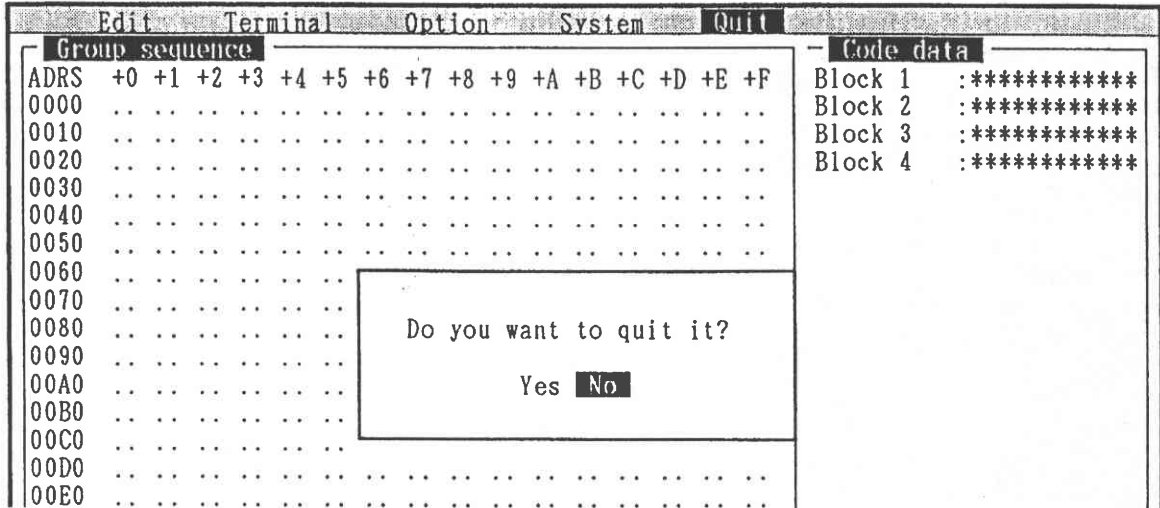 Edit Terminal Option System Quit
Group sequence Code data
ADRS +0 +1 +2 +3 +4 +5 +6 +7 +8 +9 +A +B +C +D +E +F Block 1 :************
0000 .. .. .. .. .. .. .. .. .. .. .. .. .. .. .. .. Block 2 :************
0010 .. .. .. .. .. .. .. .. .. .. .. .. .. .. .. .. Block 3 :************
0020 .. .. .. .. .. .. .. .. .. .. .. .. .. .. .. .. Block 4 :************
0030 .. .. .. .. .. .. .. .. .. .. .. .. .. .. .. ..
0040 .. .. .. .. .. .. .. .. .. .. .. .. .. .. .. ..
0050 .. .. .. .. .. .. .. .. .. .. .. .. .. .. .. ..
0060 .. .. .. .. .. ..
0070 .. .. .. .. .. ..
0080 .. .. .. .. .. .. Do you want to quit it?
0090 .. .. .. .. .. ..
00A0 .. .. .. .. .. .. Yes No
00B0 .. .. .. .. .. ..
00C0 .. .. .. .. .. ..
00D0 .. .. .. .. .. .. .. .. .. .. .. .. .. .. .. ..
00E0 .. .. .. .. .. .. .. .. .. .. .. .. .. .. .. ..